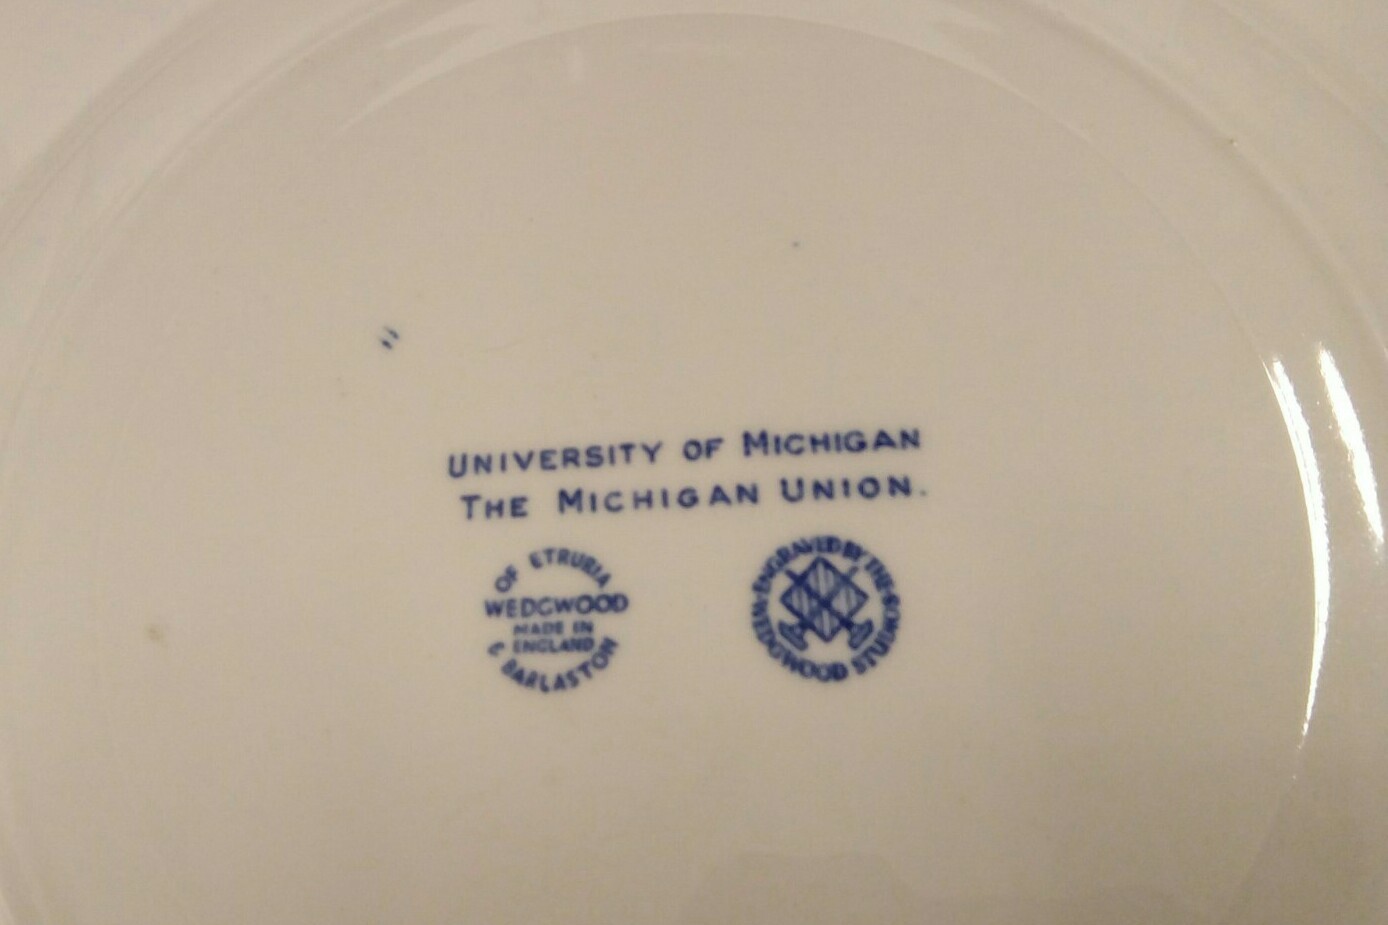 UNIVERSITY OF MICHIGAN
THE MICHIGAN UNION.
OF ETRURIA
WEDGWOOD
MADE IN
ENGLAND
& BARLASTON
ENGRAVED BY THE
WEDGWOOD STUDIOS